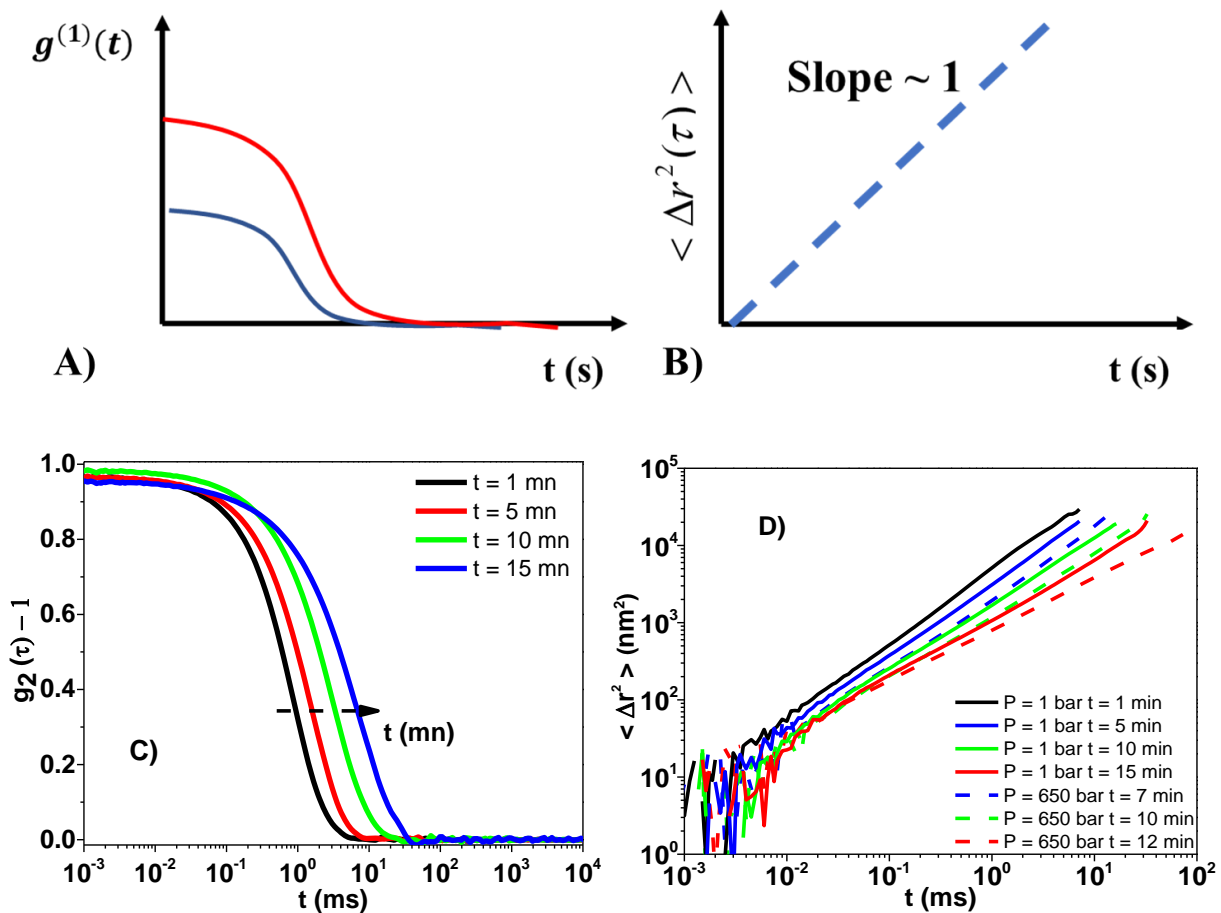 g⁽¹⁾(t)
A)
t (s)
< Δr²(τ) >
Slope ~ 1
B)
t (s)
g₂(τ) − 1
1.0
0.8
0.6
0.4
0.2
0.0
t = 1 mn
t = 5 mn
t = 10 mn
t = 15 mn
t (mn)
C)
10⁻³ 10⁻² 10⁻¹ 10⁰ 10¹ 10² 10³ 10⁴
t (ms)
< Δr² > (nm²)
10⁵
10⁴
10³
10²
10¹
10⁰
D)
P = 1 bar t = 1 min
P = 1 bar t = 5 min
P = 1 bar t = 10 min
P = 1 bar t = 15 min
P = 650 bar t = 7 min
P = 650 bar t = 10 min
P = 650 bar t = 12 min
10⁻³ 10⁻² 10⁻¹ 10⁰ 10¹ 10²
t (ms)